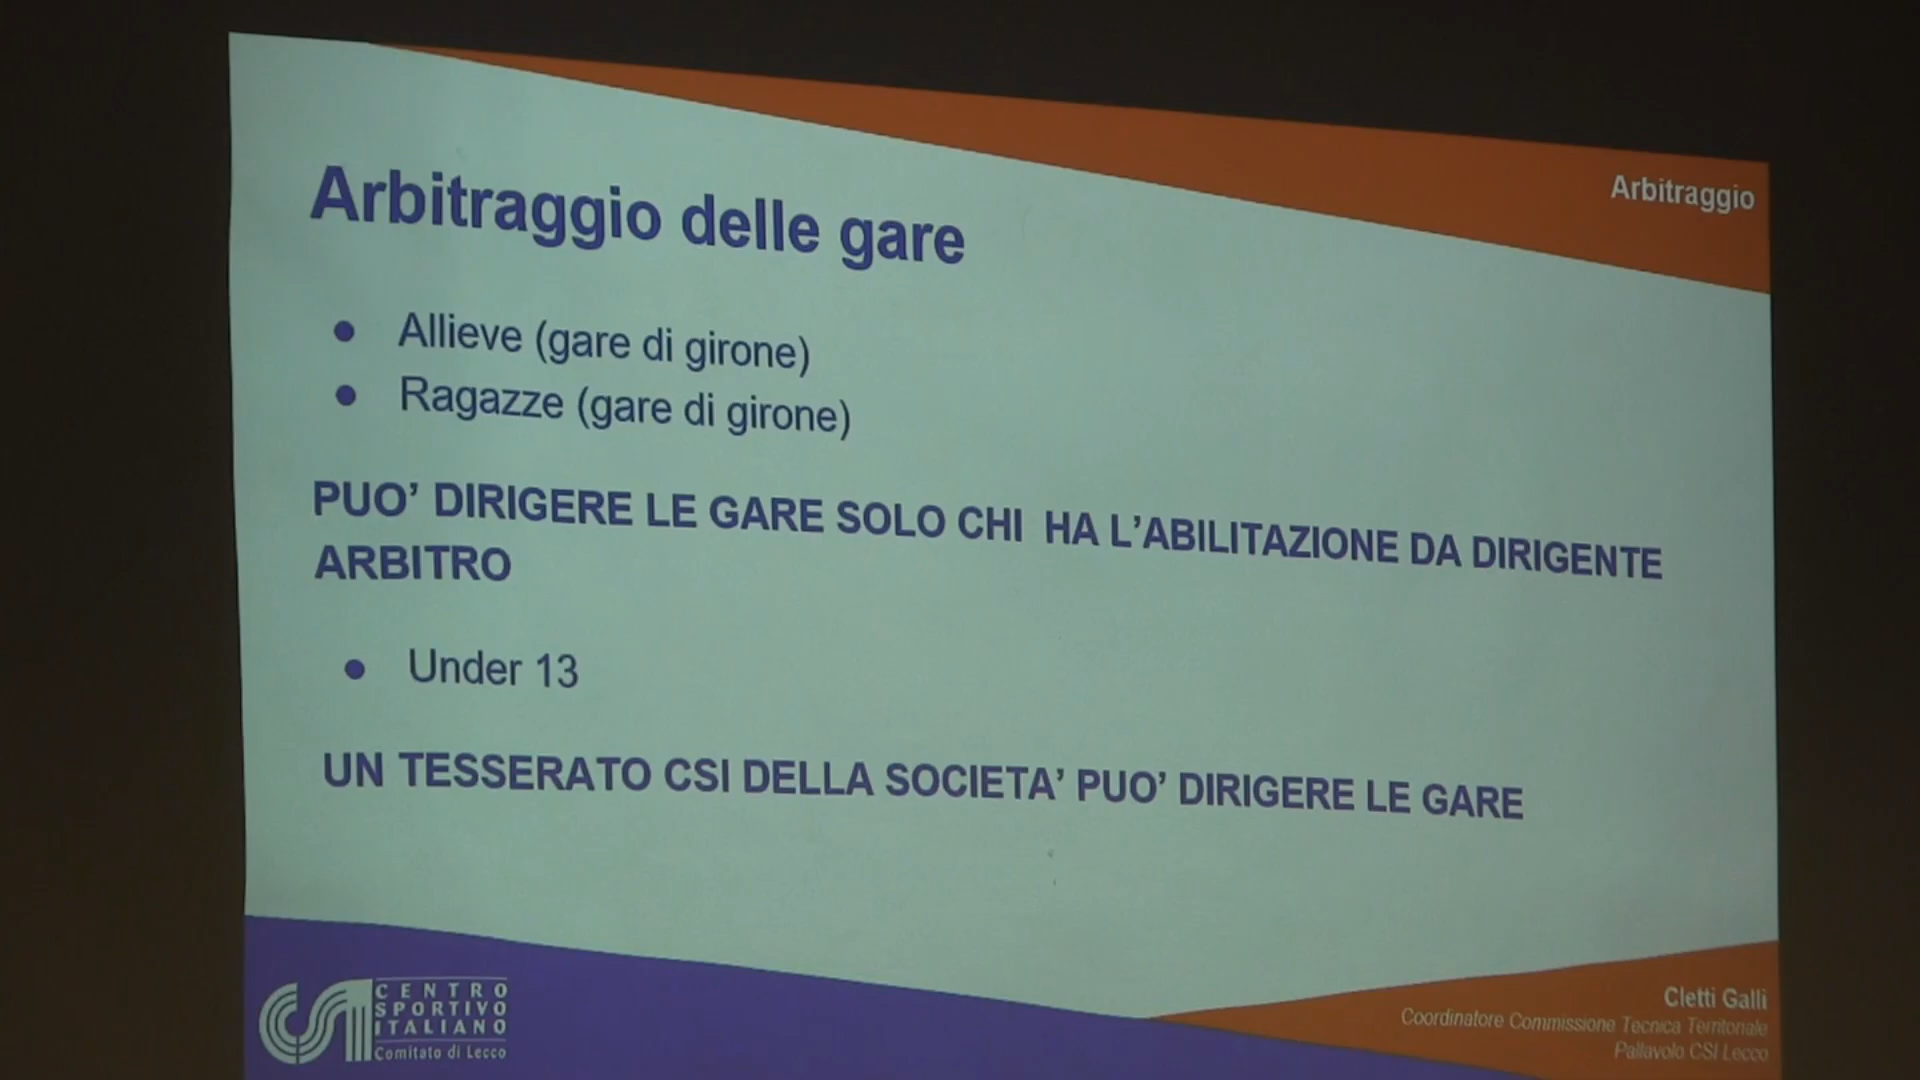 Arbitraggio
Arbitraggio delle gare
● Allieve (gare di girone)
● Ragazze (gare di girone)
PUO’ DIRIGERE LE GARE SOLO CHI HA L’ABILITAZIONE DA DIRIGENTE
ARBITRO
● Under 13
UN TESSERATO CSI DELLA SOCIETA’ PUO’ DIRIGERE LE GARE
CSI
CENTRO
SPORTIVO
ITALIANO
Comitato di Lecco
Cletti Galli
Coordinatore Commissione Tecnica Territoriale
Pallavolo CSI Lecco